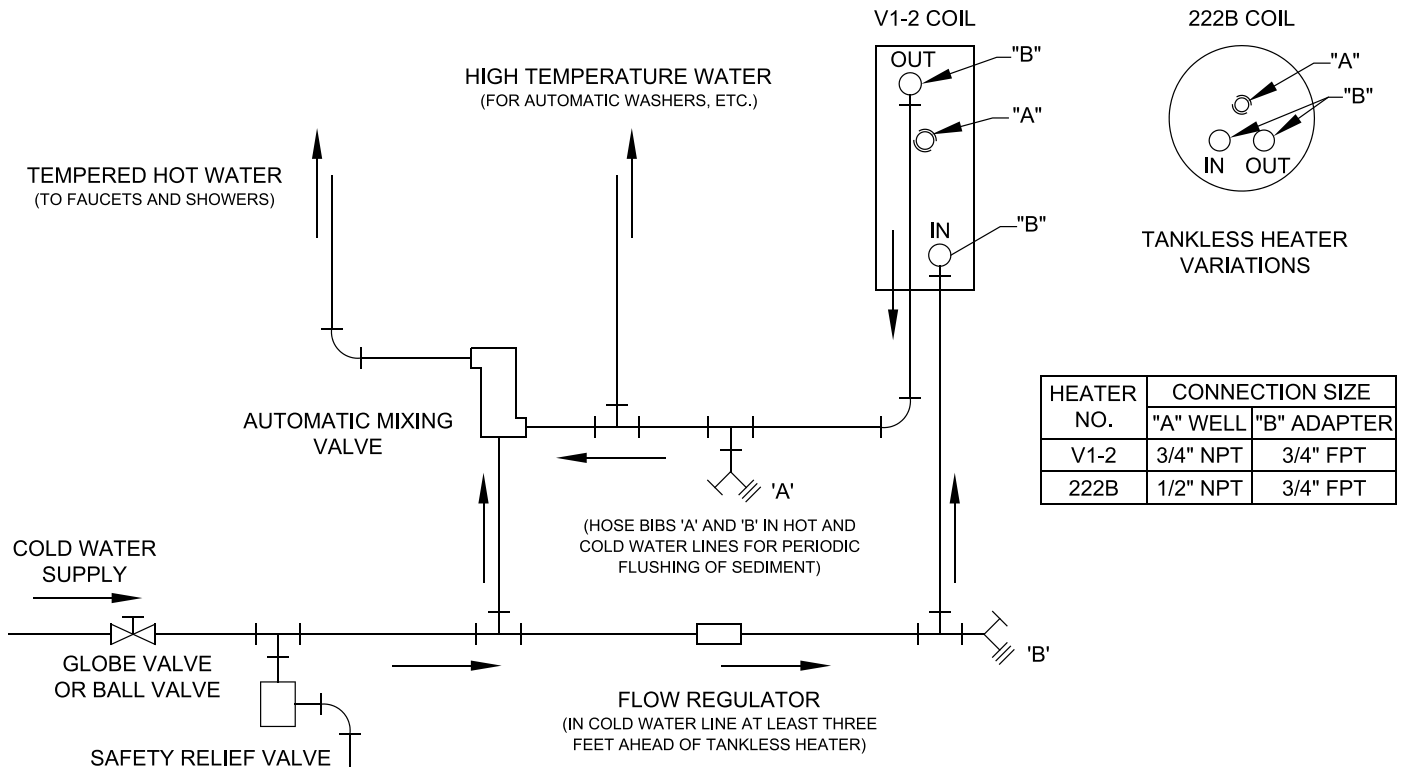 V1-2 COIL
OUT
"B"
"A"
IN
"B"
222B COIL
"A"
"B"
IN OUT
TANKLESS HEATER
VARIATIONS
HIGH TEMPERATURE WATER
(FOR AUTOMATIC WASHERS, ETC.)
TEMPERED HOT WATER
(TO FAUCETS AND SHOWERS)
AUTOMATIC MIXING
VALVE
'A'
(HOSE BIBS 'A' AND 'B' IN HOT AND
COLD WATER LINES FOR PERIODIC
FLUSHING OF SEDIMENT)
HEATER NO. CONNECTION SIZE
"A" WELL "B" ADAPTER
V1-2 3/4" NPT 3/4" FPT
222B 1/2" NPT 3/4" FPT
COLD WATER
SUPPLY
GLOBE VALVE
OR BALL VALVE
SAFETY RELIEF VALVE
FLOW REGULATOR
(IN COLD WATER LINE AT LEAST THREE
FEET AHEAD OF TANKLESS HEATER)
'B'